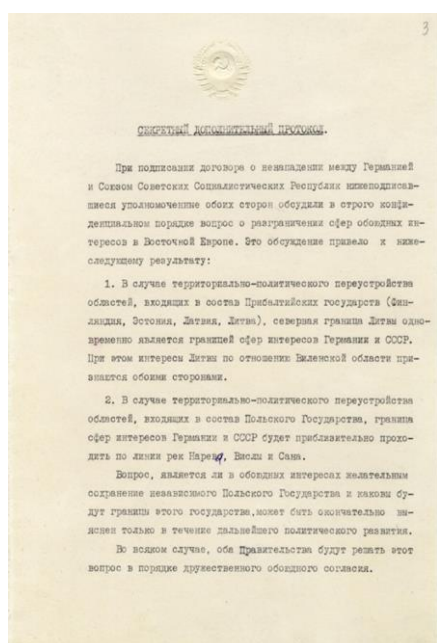 3
СЕКРЕТНЫЙ ДОПОЛНИТЕЛЬНЫЙ ПРОТОКОЛ.
При подписании договора о ненападении между Германией
и Союзом Советских Социалистических Республик нижеподписав-
шиеся уполномоченные обоих сторон обсудили в строго конфи-
денциальном порядке вопрос о разграничении сфер обоюдных ин-
тересов в Восточной Европе. Это обсуждение привело к ниже-
следующему результату:
1. В случае территориально-политического переустройства
областей, входящих в состав Прибалтийских государств (Фин-
ляндия, Эстония, Латвия, Литва), северная граница Литвы одно-
временно является границей сфер интересов Германии и СССР.
При этом интересы Литвы по отношению Виленской области при-
знаются обоими сторонами.
2. В случае территориально-политического переустройства
областей, входящих в состав Польского Государства, граница
сфер интересов Германии и СССР будет приблизительно прохо-
дить по линии рек Нарева, Вислы и Сана.
Вопрос, является ли в обоюдных интересах желательным
сохранение независимого Польского Государства и каковы бу-
дут границы этого государства, может быть окончательно вы-
яснен только в течение дальнейшего политического развития.
Во всяком случае, оба Правительства будут решать этот
вопрос в порядке дружественного обоюдного согласия.